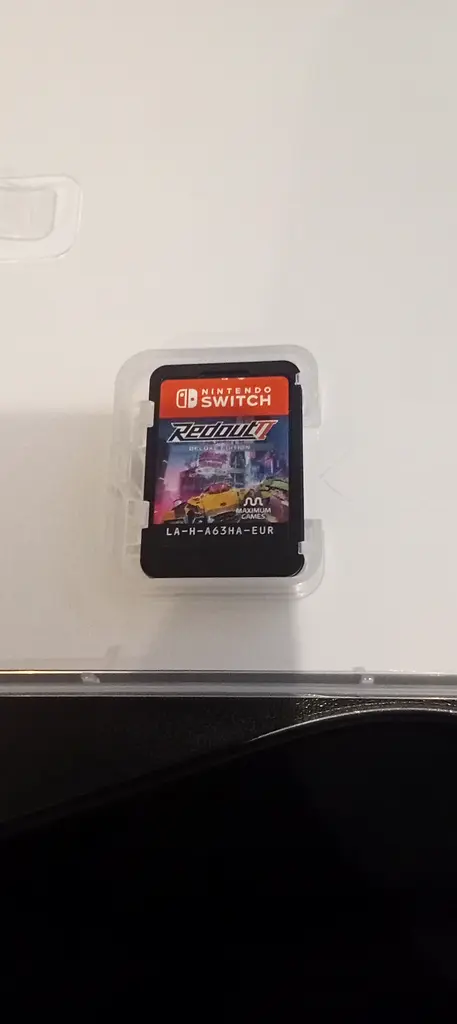 NINTENDO
SWITCH
Redout II
DELUXE EDITION
MAXIMUM
GAMES
LA-H-A63HA-EUR